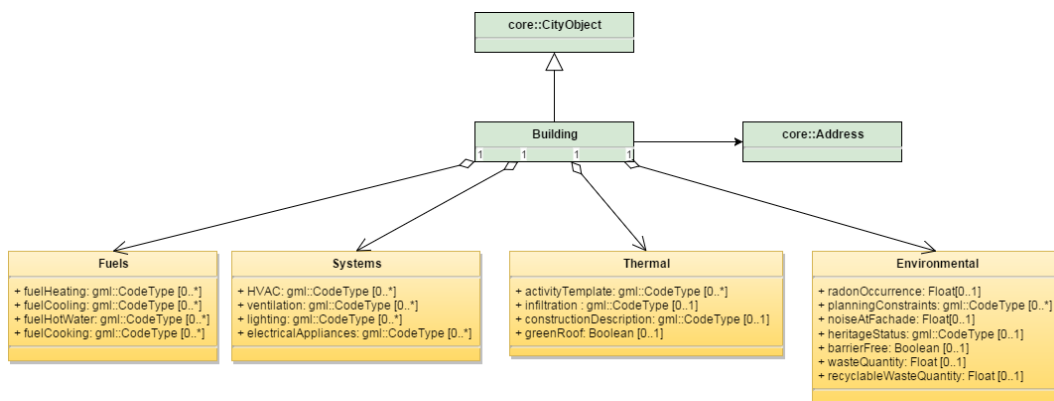 core::CityObject
Building
1
1
1
1
core::Address
Fuels
+ fuelHeating: gml::CodeType [0..*]
+ fuelCooling: gml::CodeType [0..*]
+ fuelHotWater: gml::CodeType [0..*]
+ fuelCooking: gml::CodeType [0..*]
Systems
+ HVAC: gml::CodeType [0..*]
+ ventilation: gml::CodeType [0..*]
+ lighting: gml::CodeType [0..*]
+ electricalAppliances: gml::CodeType [0..*]
Thermal
+ activityTemplate: gml::CodeType [0..*]
+ infiltration : gml::CodeType [0..1]
+ constructionDescription: gml::CodeType [0..1]
+ greenRoof: Boolean [0..1]
Environmental
+ radonOccurrence: Float[0..1]
+ planningConstraints: gml::CodeType [0..*]
+ noiseAtFachade: Float[0..1]
+ heritageStatus: gml::CodeType [0..1]
+ barrierFree: Boolean [0..1]
+ wasteQuantity: Float [0..1]
+ recyclableWasteQuantity: Float [0..1]